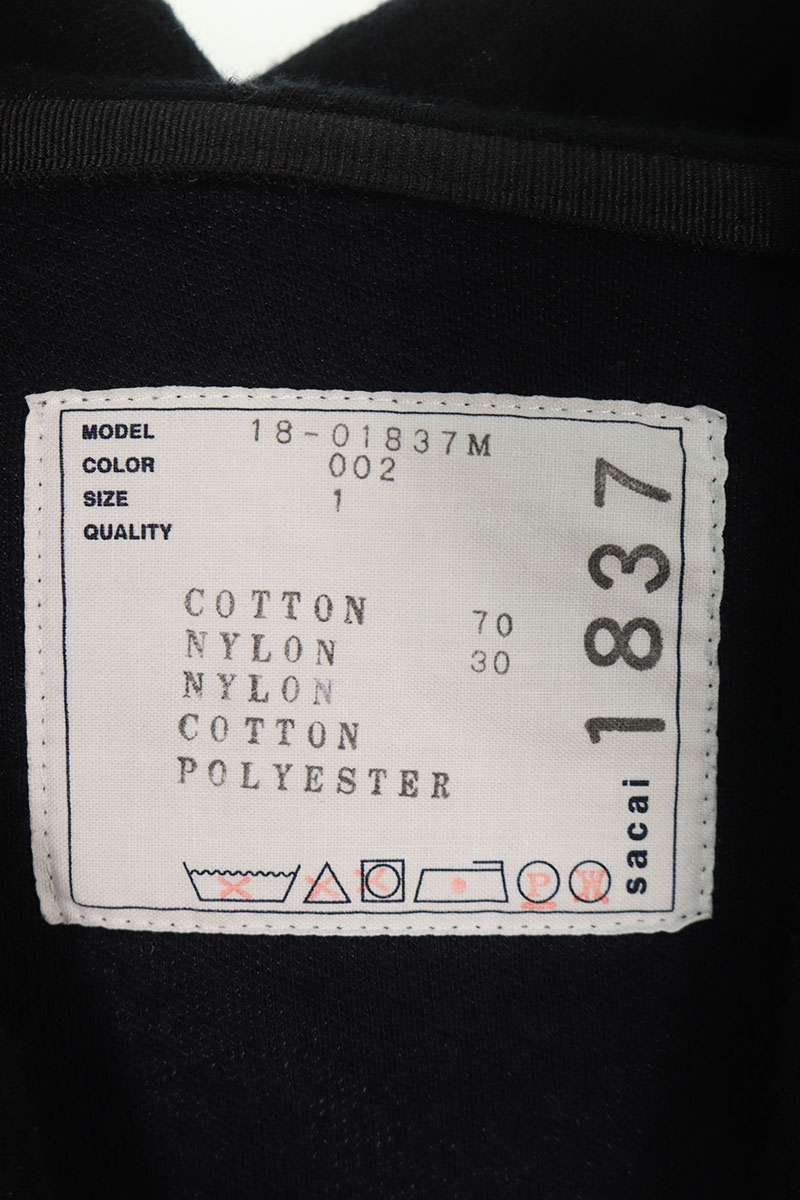 MODEL 18-01837M
COLOR 002
SIZE 1
QUALITY
COTTON 70
NYLON 30
NYLON
COTTON
POLYESTER
P W
sacai 1837